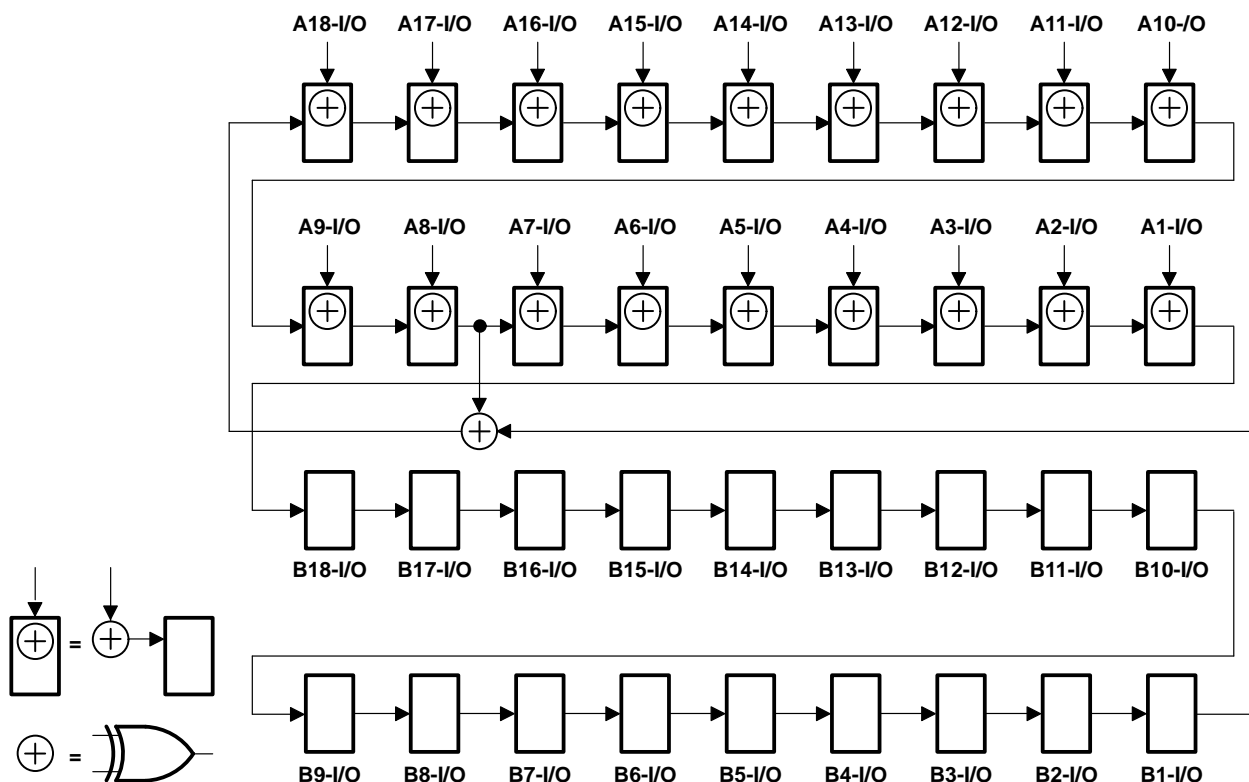 A18-I/O A17-I/O A16-I/O A15-I/O A14-I/O A13-I/O A12-I/O A11-I/O A10-/O
A9-I/O A8-I/O A7-I/O A6-I/O A5-I/O A4-I/O A3-I/O A2-I/O A1-I/O
B18-I/O B17-I/O B16-I/O B15-I/O B14-I/O B13-I/O B12-I/O B11-I/O B10-I/O
=
=
B9-I/O B8-I/O B7-I/O B6-I/O B5-I/O B4-I/O B3-I/O B2-I/O B1-I/O